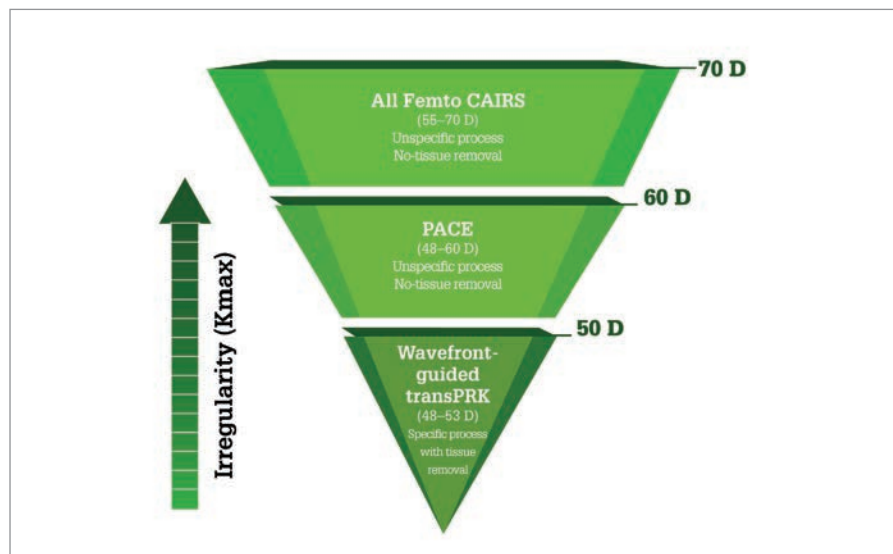 70 D
All Femto CAIRS
(55–70 D)
Unspecific process
No-tissue removal
60 D
PACE
(48–60 D)
Unspecific process
No-tissue removal
50 D
Wavefront-
guided
transPRK
(48–53 D)
Specific process
with tissue
removal
Irregularity (Kmax)